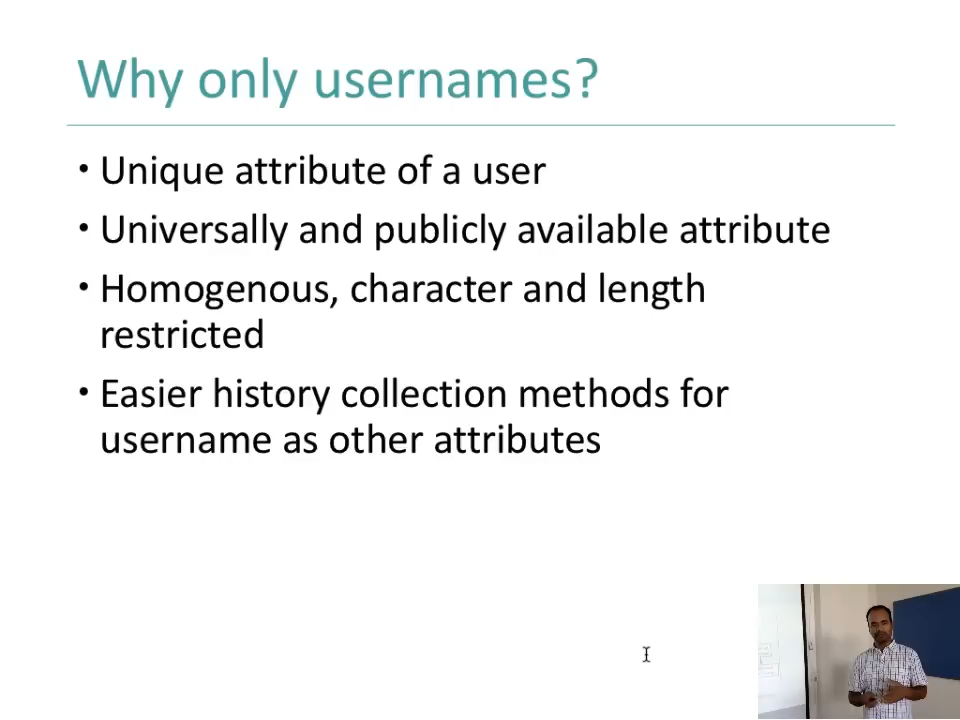 Why only usernames?
• Unique attribute of a user
• Universally and publicly available attribute
• Homogenous, character and length
restricted
• Easier history collection methods for
username as other attributes